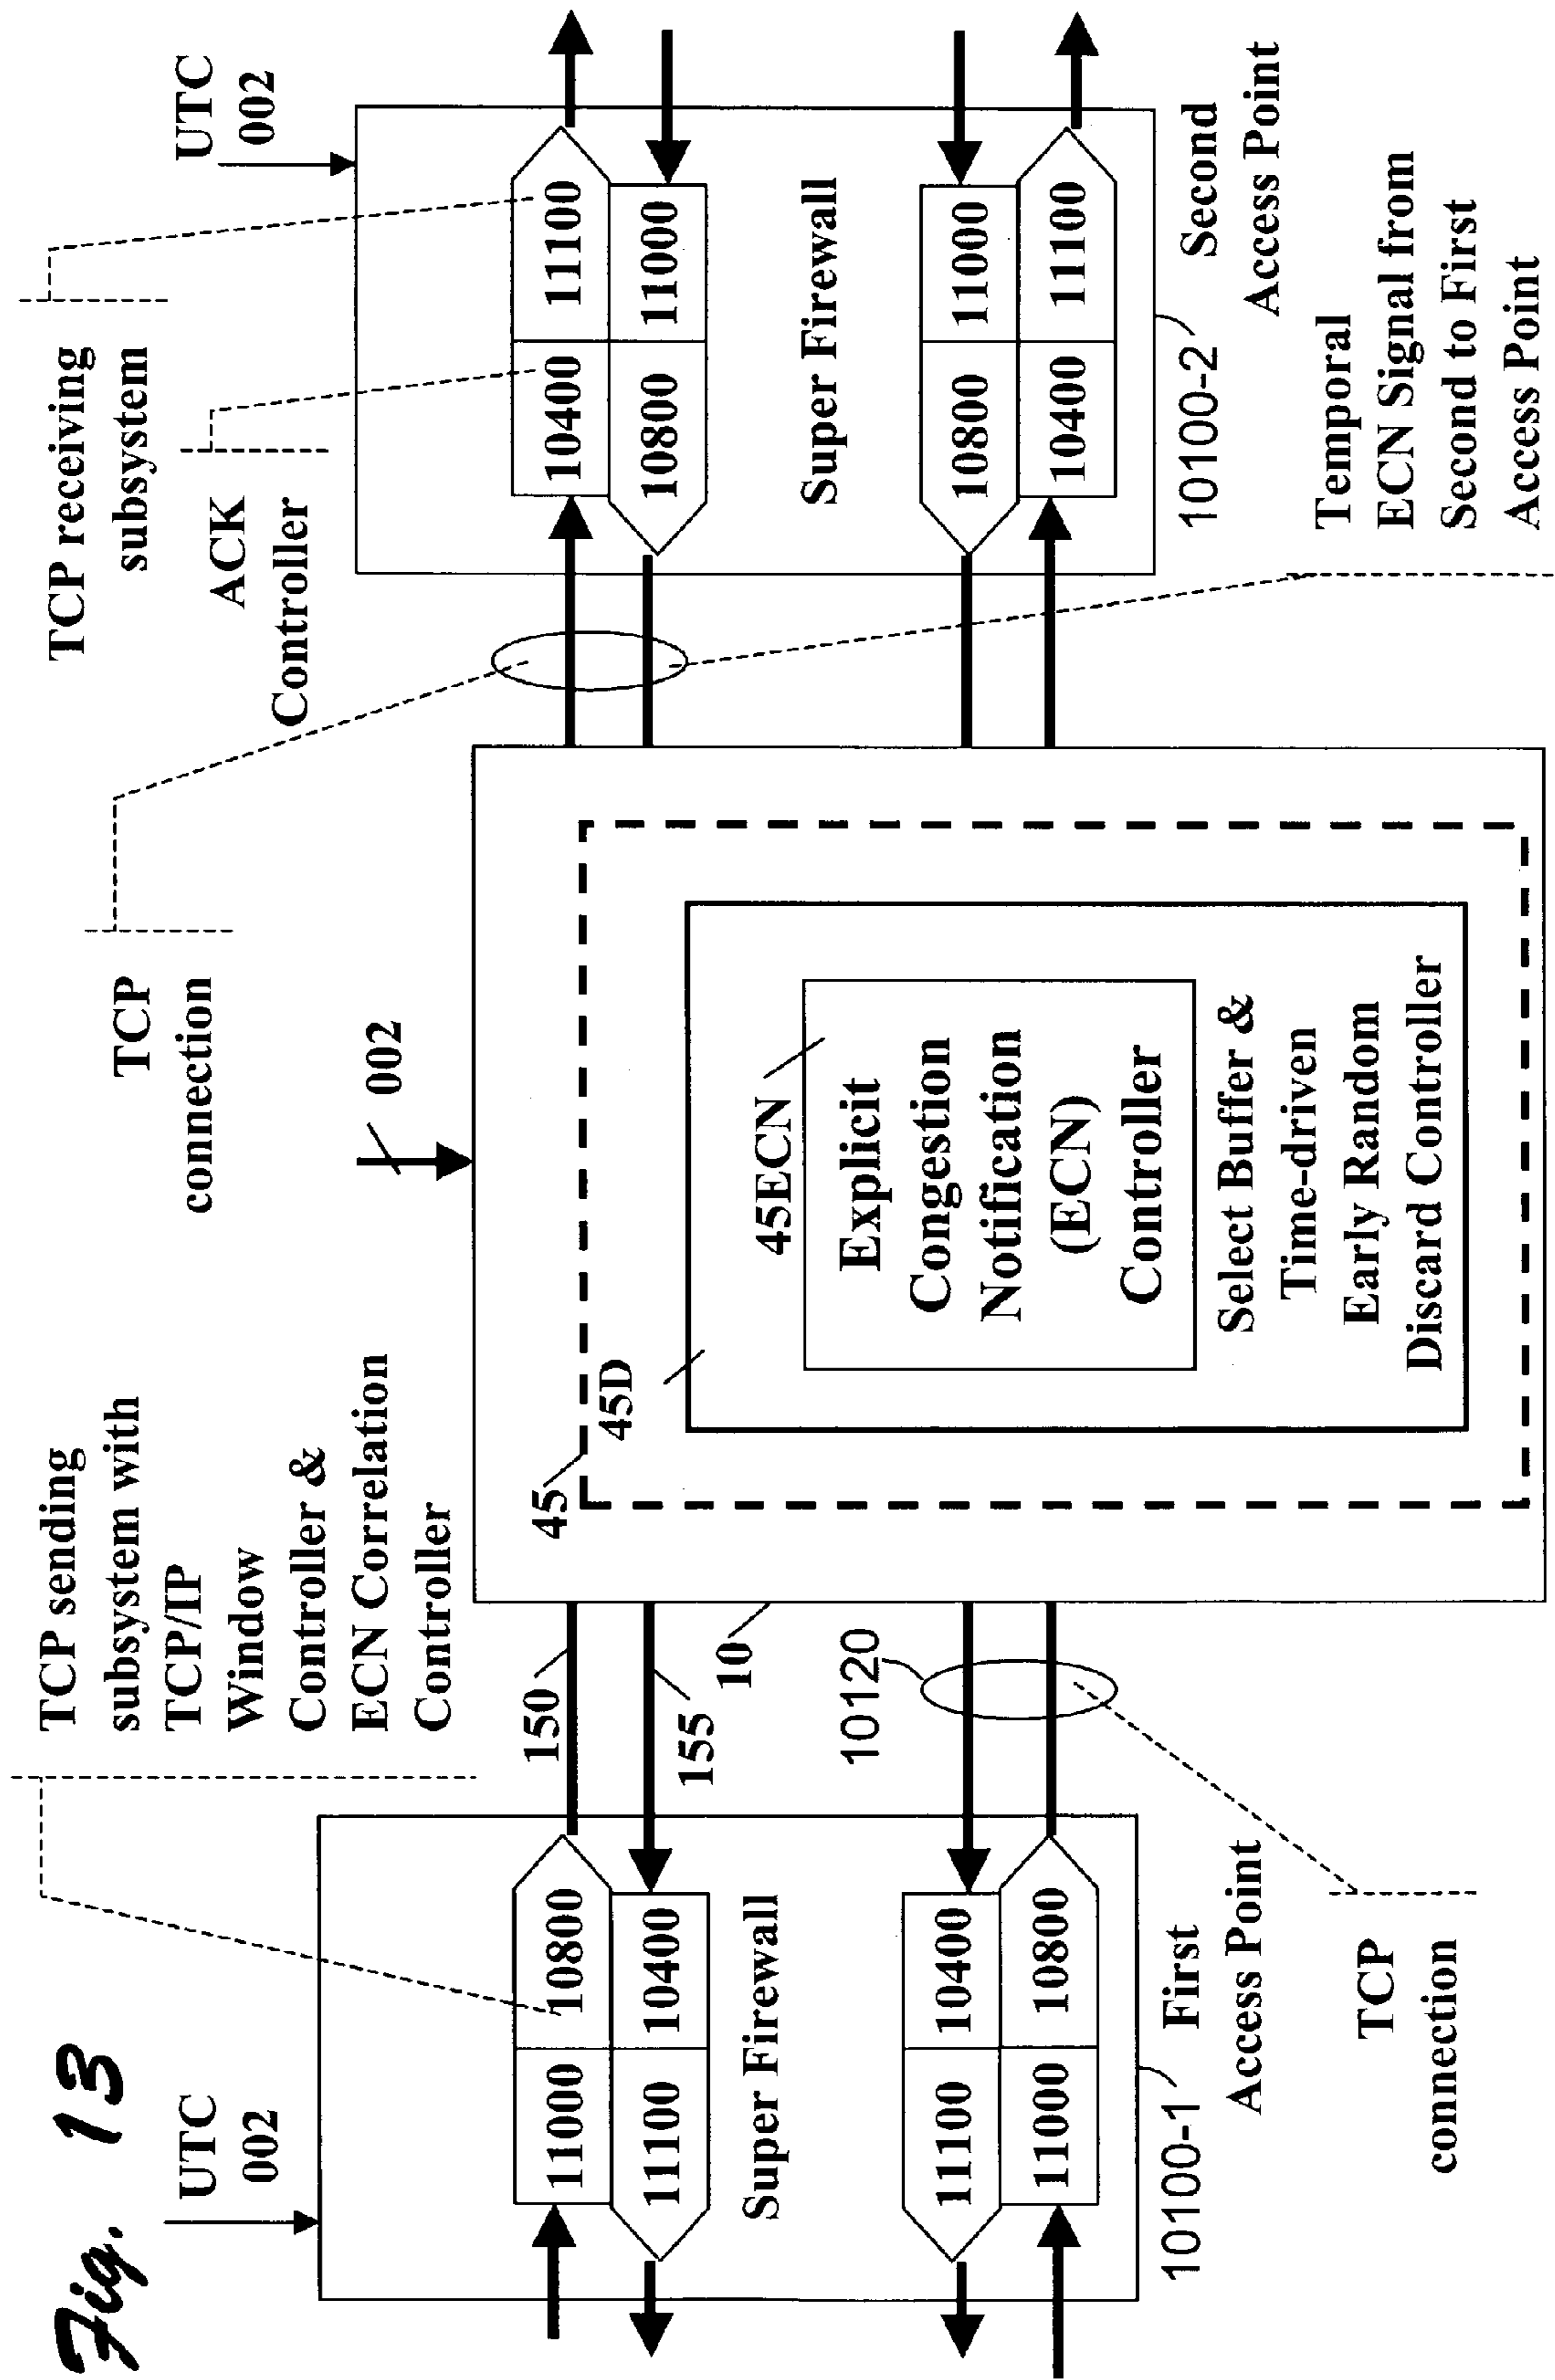 Fig. 13
UTC
002
TCP sending
subsystem with
TCP/IP
Window
Controller &
ECN Correlation
Controller
TCP
connection
TCP receiving
subsystem
ACK
Controller
UTC
002
002
11000 10800
11100 10400
Super Firewall
11100 10400
11000 10800
10100-1
First
Access Point
150
155
10
10120
TCP
connection
45
45D
45ECN
Explicit
Congestion
Notification
(ECN)
Controller
Select Buffer &
Time-driven
Early Random
Discard Controller
10400 11100
10800 11000
Super Firewall
10800 11000
10400 11100
10100-2
Second
Access Point
Temporal
ECN Signal from
Second to First
Access Point